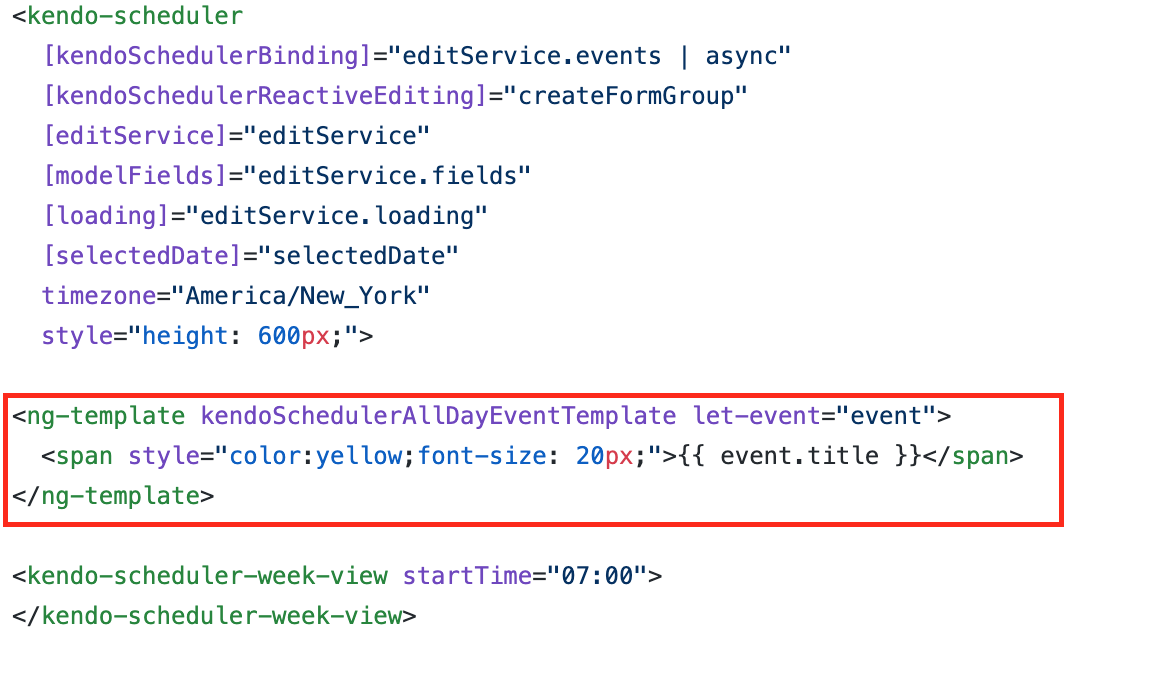 <kendo-scheduler
[kendoSchedulerBinding]="editService.events | async"
[kendoSchedulerReactiveEditing]="createFormGroup"
[editService]="editService"
[modelFields]="editService.fields"
[loading]="editService.loading"
[selectedDate]="selectedDate"
timezone="America/New_York"
style="height: 600px;">
<ng-template kendoSchedulerAllDayEventTemplate let-event="event">
<span style="color:yellow;font-size: 20px;">{{ event.title }}</span>
</ng-template>
<kendo-scheduler-week-view startTime="07:00">
</kendo-scheduler-week-view>